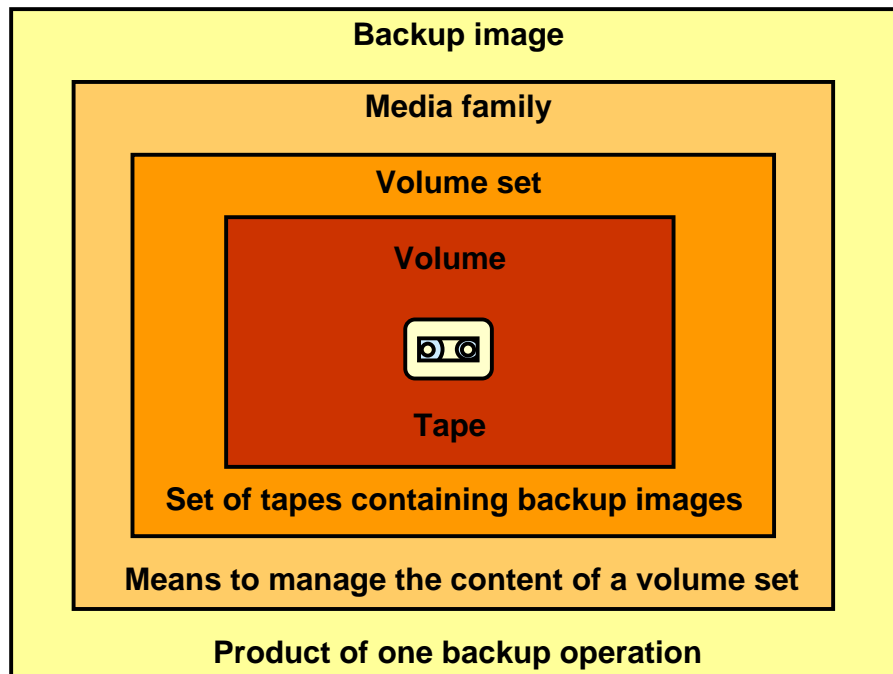 Backup image
Media family
Volume set
Volume
Tape
Set of tapes containing backup images
Means to manage the content of a volume set
Product of one backup operation